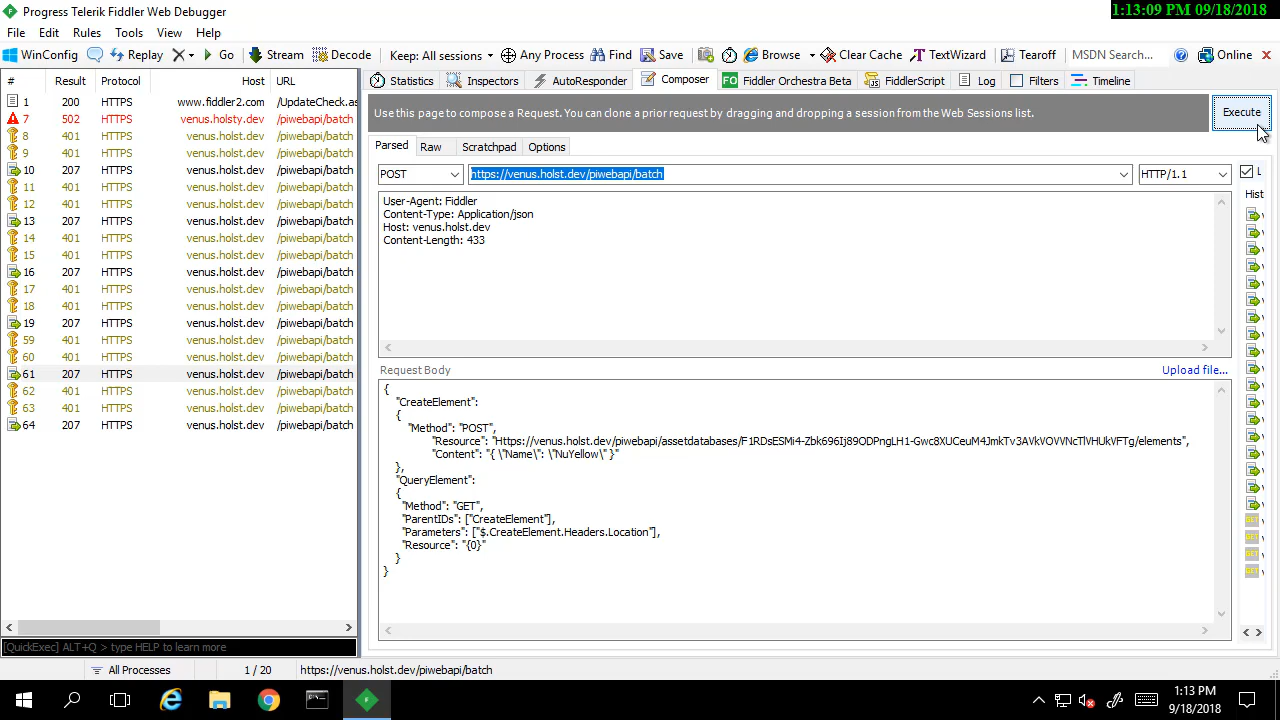 1:13:09 PM 09/18/2018
Progress Telerik Fiddler Web Debugger
File Edit Rules Tools View Help
WinConfig Replay Go Stream Decode Keep: All sessions Any Process Find Save Browse Clear Cache TextWizard Tearoff MSDN Search... Online
# Result Protocol Host URL
1 200 HTTPS www.fiddler2.com /UpdateCheck.as
7 502 HTTPS venus.holsty.dev /piwebapi/batch
8 401 HTTPS venus.holst.dev /piwebapi/batch
9 401 HTTPS venus.holst.dev /piwebapi/batch
10 207 HTTPS venus.holst.dev /piwebapi/batch
11 401 HTTPS venus.holst.dev /piwebapi/batch
12 401 HTTPS venus.holst.dev /piwebapi/batch
13 207 HTTPS venus.holst.dev /piwebapi/batch
14 401 HTTPS venus.holst.dev /piwebapi/batch
15 401 HTTPS venus.holst.dev /piwebapi/batch
16 207 HTTPS venus.holst.dev /piwebapi/batch
17 401 HTTPS venus.holst.dev /piwebapi/batch
18 401 HTTPS venus.holst.dev /piwebapi/batch
19 207 HTTPS venus.holst.dev /piwebapi/batch
59 401 HTTPS venus.holst.dev /piwebapi/batch
60 401 HTTPS venus.holst.dev /piwebapi/batch
61 207 HTTPS venus.holst.dev /piwebapi/batch
62 401 HTTPS venus.holst.dev /piwebapi/batch
63 401 HTTPS venus.holst.dev /piwebapi/batch
64 207 HTTPS venus.holst.dev /piwebapi/batch
[QuickExec] ALT+Q > type HELP to learn more
Statistics Inspectors AutoResponder Composer FO Fiddler Orchestra Beta FiddlerScript Log Filters Timeline
Use this page to compose a Request. You can clone a prior request by dragging and dropping a session from the Web Sessions list.
Execute
Parsed Raw Scratchpad Options
POST https://venus.holst.dev/piwebapi/batch HTTP/1.1
Hist
User-Agent: Fiddler
Content-Type: Application/json
Host: venus.holst.dev
Content-Length: 433
Request Body Upload file...
{
"CreateElement":
{
"Method": "POST",
"Resource": "Https://venus.holst.dev/piwebapi/assetdatabases/F1RDsESMi4-Zbk696Ij89ODPngLH1-Gwc8XUCeuM4JmkTv3AVkVOVVNcTlVHUkVFTg/elements",
"Content": "{ \"Name\": \"NuYellow\" }"
},
"QueryElement":
{
"Method": "GET",
"ParentIDs": ["CreateElement"],
"Parameters": ["$.CreateElement.Headers.Location"],
"Resource": "{0}"
}
}
All Processes 1 / 20 https://venus.holst.dev/piwebapi/batch
1:13 PM
9/18/2018